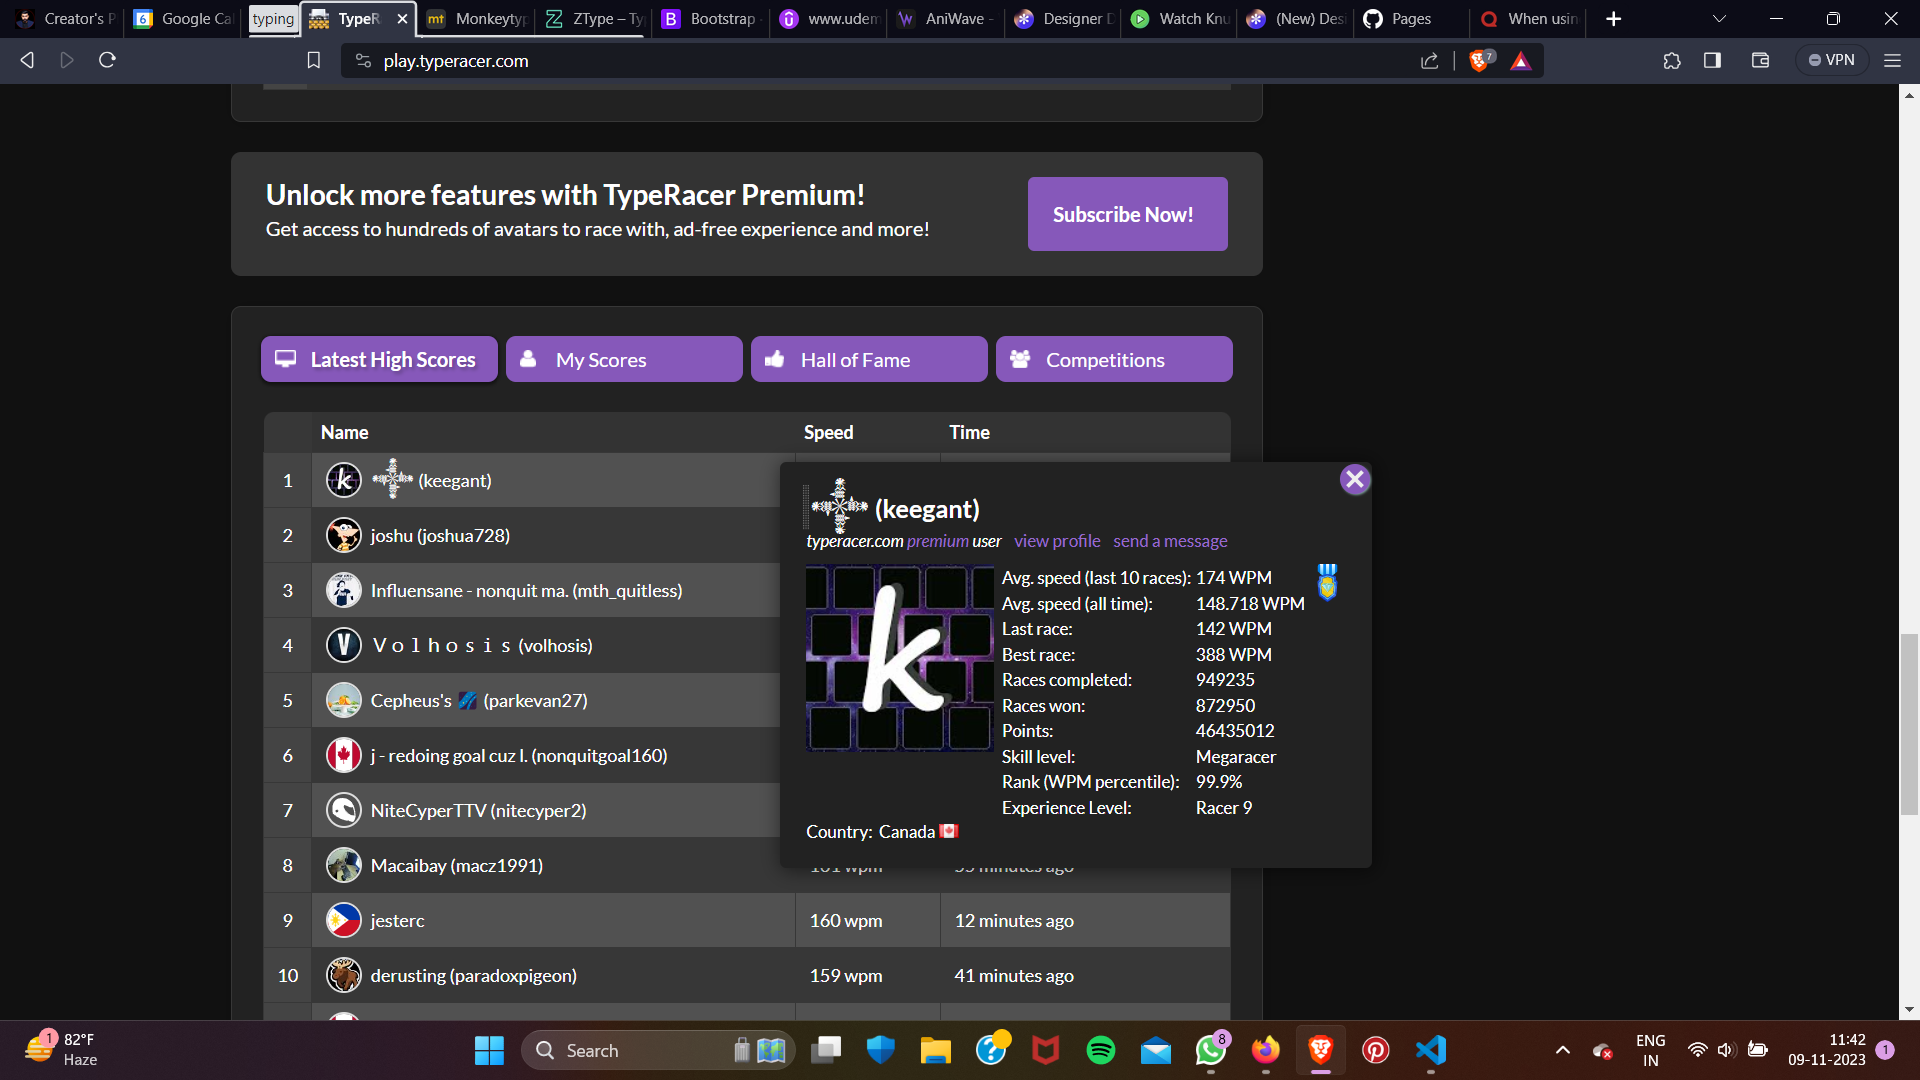 Creator's P
6 Google Cal
typing
TypeR
mt Monkeytyp
ZType – Ty
B Bootstrap
www.udem
AniWave -
Designer D
Watch Knu
(New) Desi
Pages
When usin
play.typeracer.com
7
VPN
Unlock more features with TypeRacer Premium!
Get access to hundreds of avatars to race with, ad-free experience and more!
Subscribe Now!
Latest High Scores
My Scores
Hall of Fame
Competitions
Name Speed Time
1 k (keegant)
2 joshu (joshua728)
3 Influensane - nonquit ma. (mth_quitless)
4 V V o l h o s i s (volhosis)
5 Cepheus's (parkevan27)
6 j - redoing goal cuz l. (nonquitgoal160)
7 NiteCyperTTV (nitecyper2)
8 Macaibay (macz1991)
9 jesterc 160 wpm 12 minutes ago
10 derusting (paradoxpigeon) 159 wpm 41 minutes ago
(keegant)
typeracer.com premium user view profile send a message
k
Avg. speed (last 10 races): 174 WPM
Avg. speed (all time): 148.718 WPM
Last race: 142 WPM
Best race: 388 WPM
Races completed: 949235
Races won: 872950
Points: 46435012
Skill level: Megaracer
Rank (WPM percentile): 99.9%
Experience Level: Racer 9
Country: Canada
1 82°F
Haze
Search
8
ENG
IN
11:42
09-11-2023
1